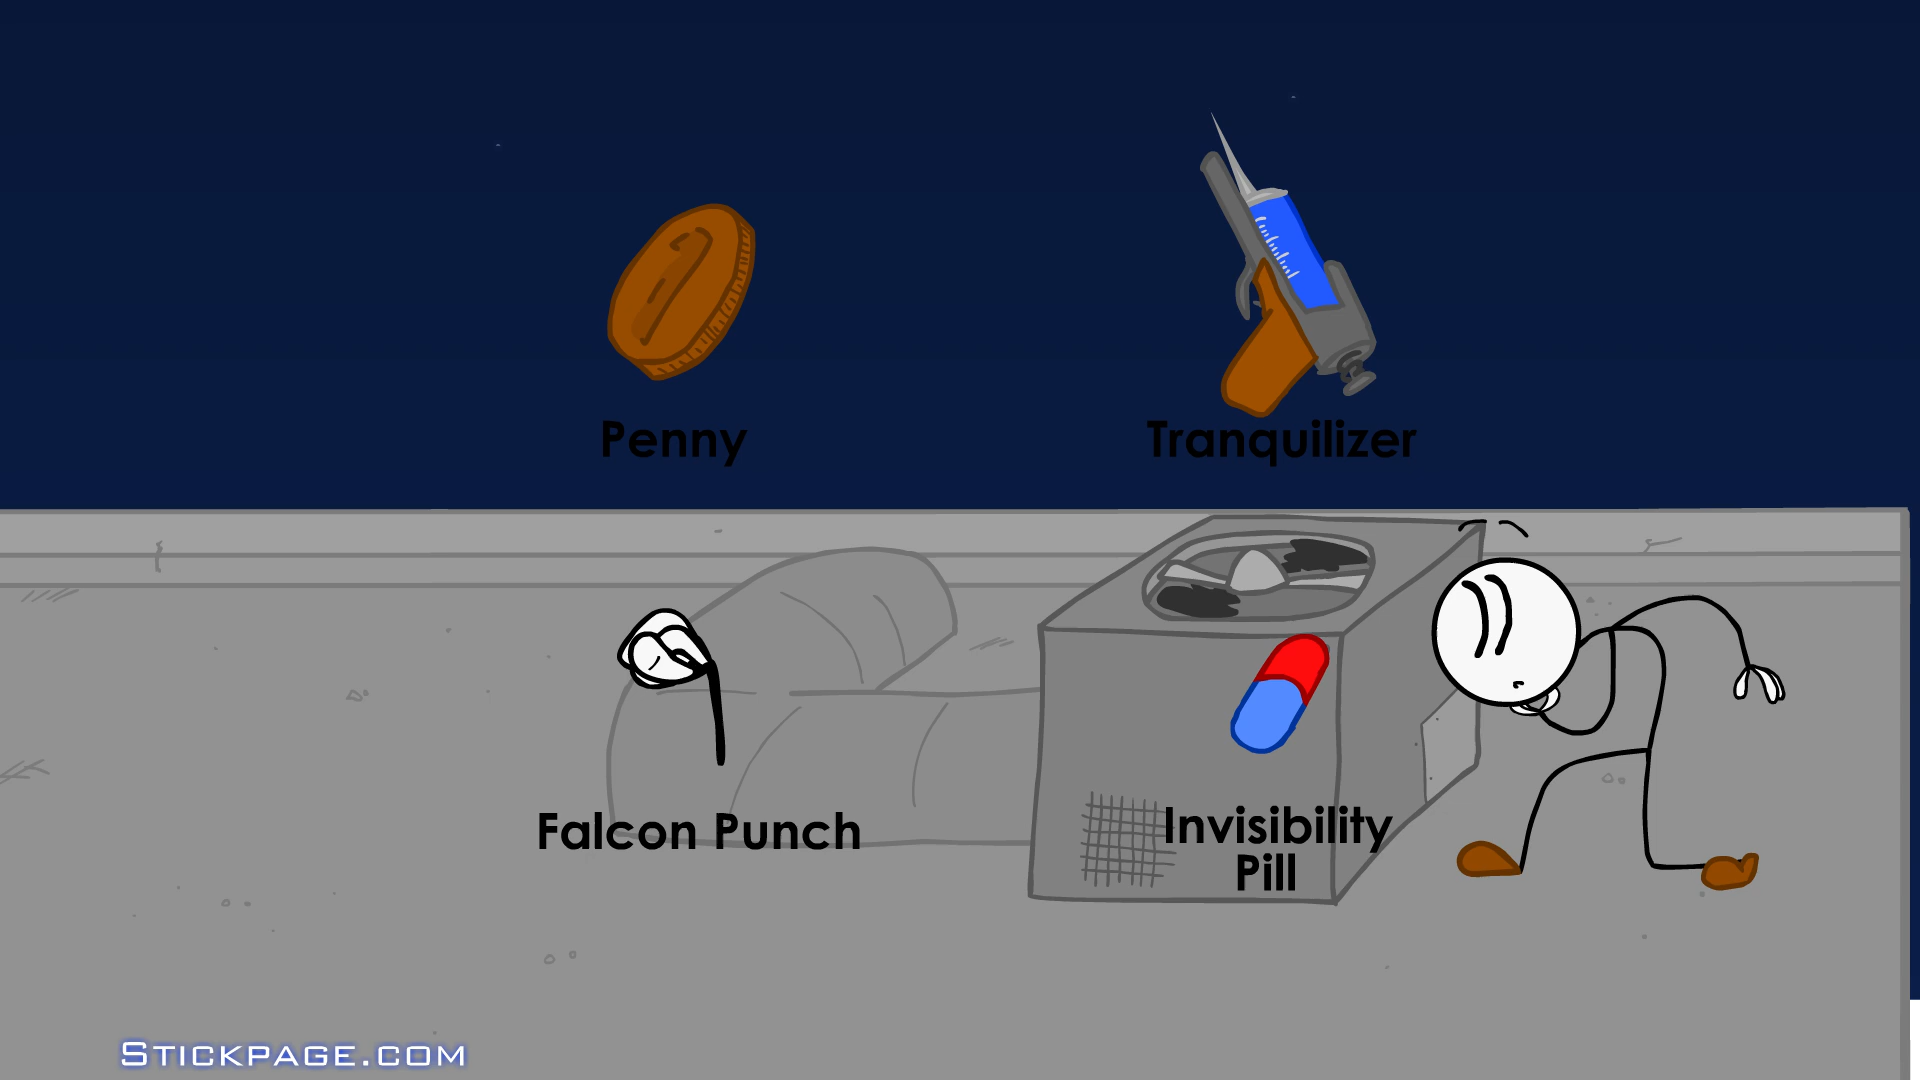 Penny
Tranquilizer
Falcon Punch
Invisibility
Pill
Stickpage.com